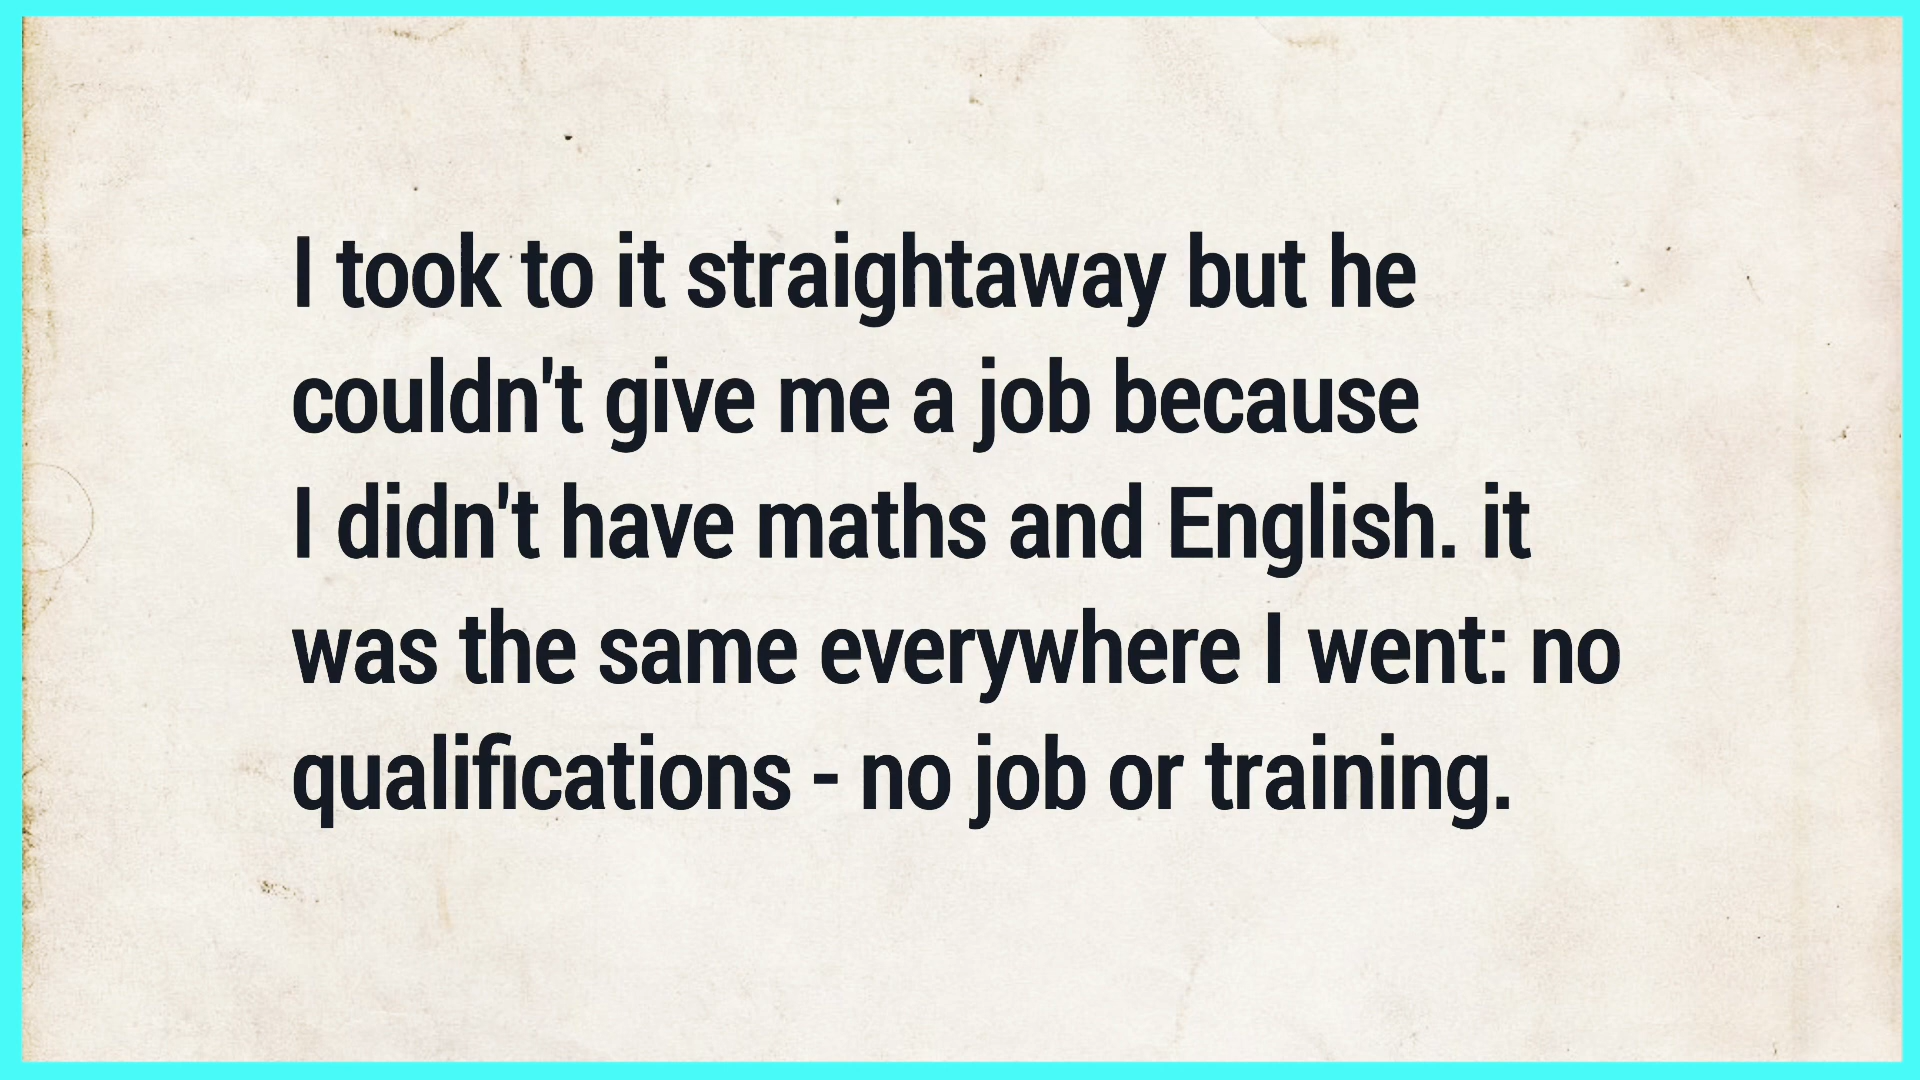 I took to it straightaway but he
couldn't give me a job because
I didn't have maths and English. it
was the same everywhere I went: no
qualifications - no job or training.